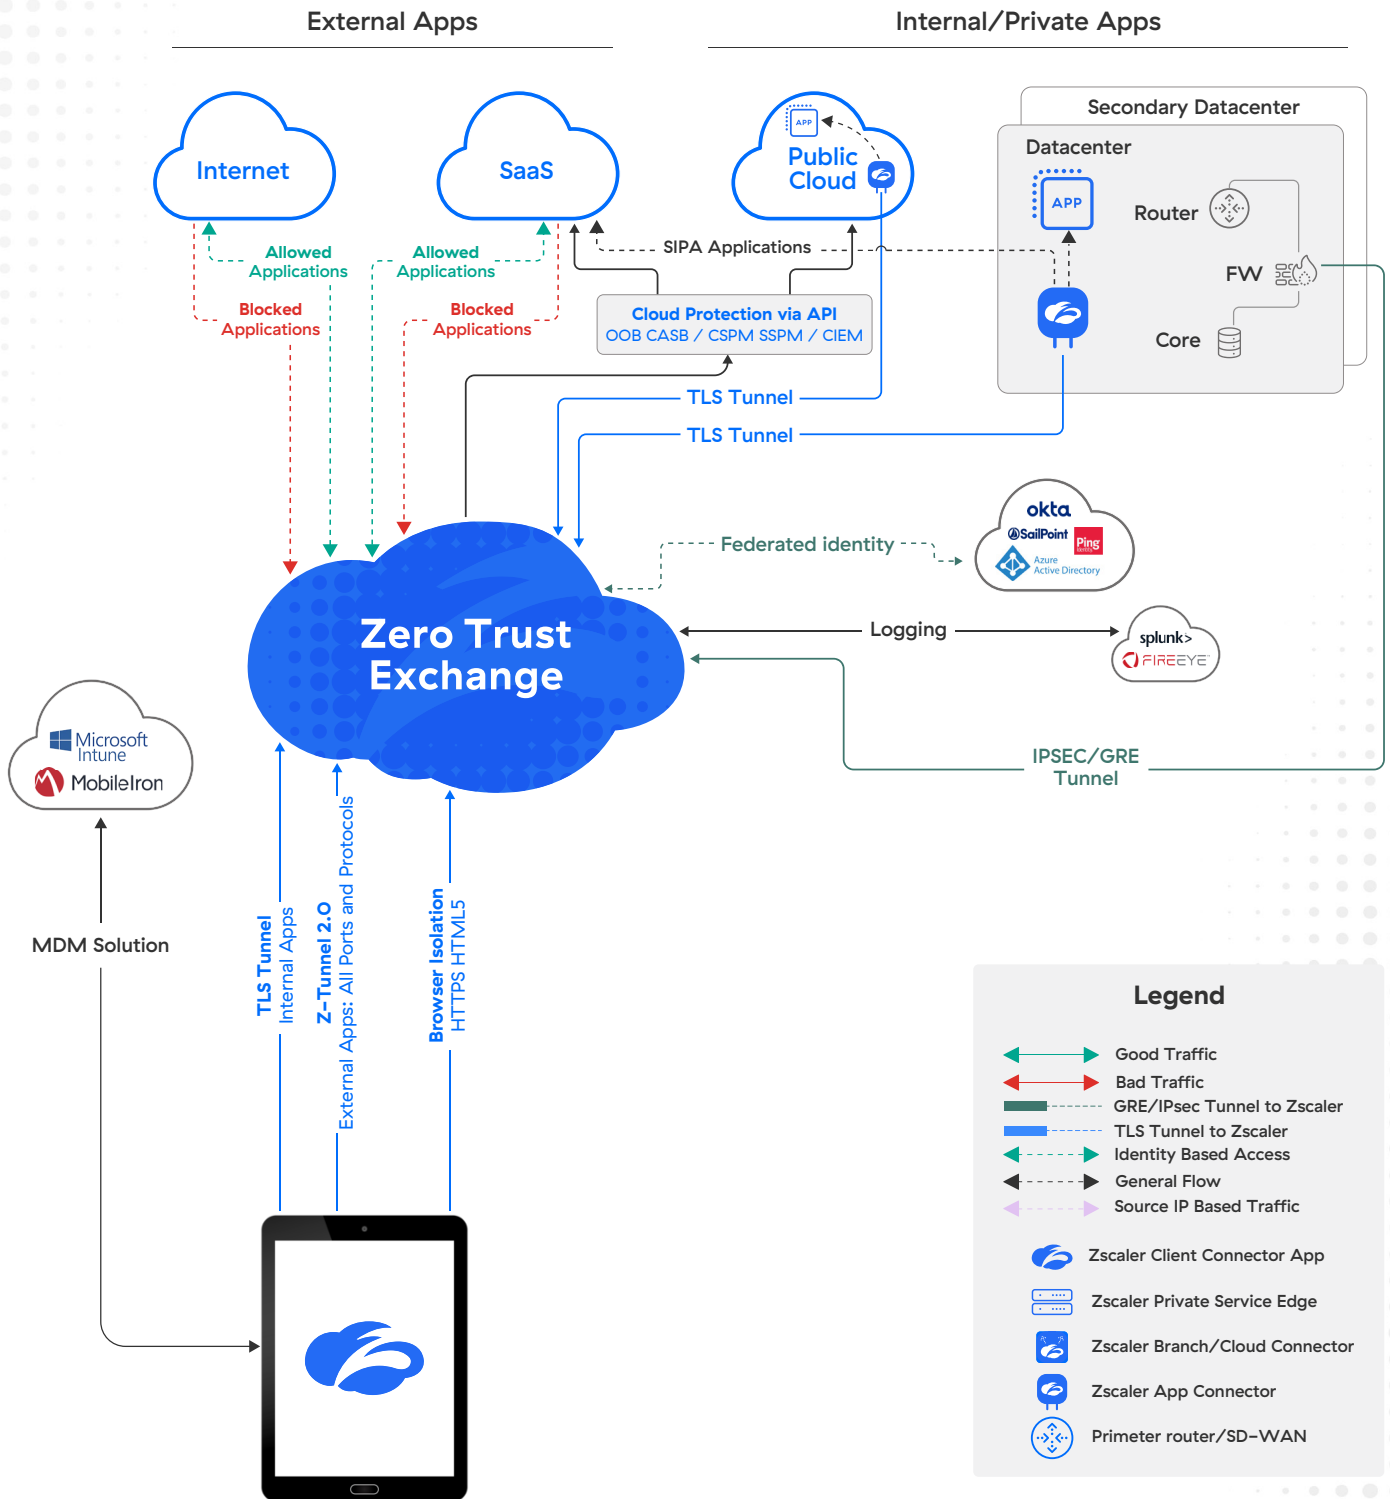 External Apps
Internal/Private Apps
Internet
SaaS
APP
Public
Cloud
Secondary Datacenter
Datacenter
APP
Router
FW
Core
Allowed
Applications
Allowed
Applications
SIPA Applications
Blocked
Applications
Blocked
Applications
Cloud Protection via API
OOB CASB / CSPM SSPM / CIEM
TLS Tunnel
TLS Tunnel
okta
SailPoint
Ping
Identity
Azure
Active Directory
Federated identity
Zero Trust
Exchange
Logging
splunk>
FIREEYE
Microsoft
Intune
MobileIron
IPSEC/GRE
Tunnel
MDM Solution
TLS Tunnel
Internal Apps
Z-Tunnel 2.0
External Apps: All Ports and Protocols
Browser Isolation
HTTPS HTML5
Legend
Good Traffic
Bad Traffic
GRE/IPsec Tunnel to Zscaler
TLS Tunnel to Zscaler
Identity Based Access
General Flow
Source IP Based Traffic
Zscaler Client Connector App
Zscaler Private Service Edge
Zscaler Branch/Cloud Connector
Zscaler App Connector
Primeter router/SD-WAN